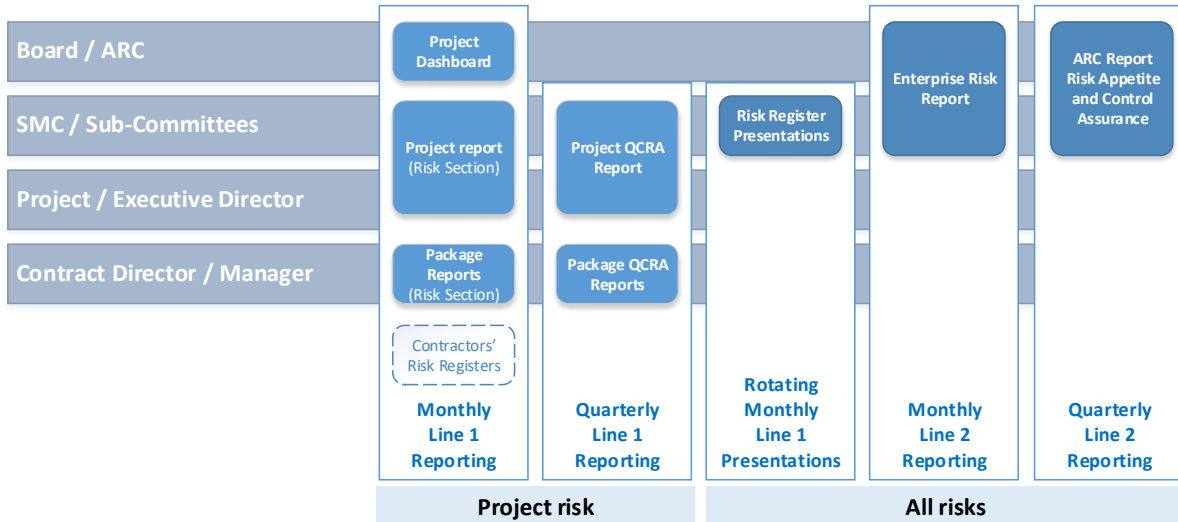 Board / ARC
SMC / Sub-Committees
Project / Executive Director
Contract Director / Manager
Project
Dashboard
Project report
(Risk Section)
Package
Reports
(Risk Section)
Contractors'
Risk Registers
Monthly
Line 1
Reporting
Project QCRA
Report
Package QCRA
Reports
Quarterly
Line 1
Reporting
Risk Register
Presentations
Rotating
Monthly
Line 1
Presentations
Enterprise Risk
Report
Monthly
Line 2
Reporting
ARC Report
Risk Appetite
and Control
Assurance
Quarterly
Line 2
Reporting
Project risk
All risks